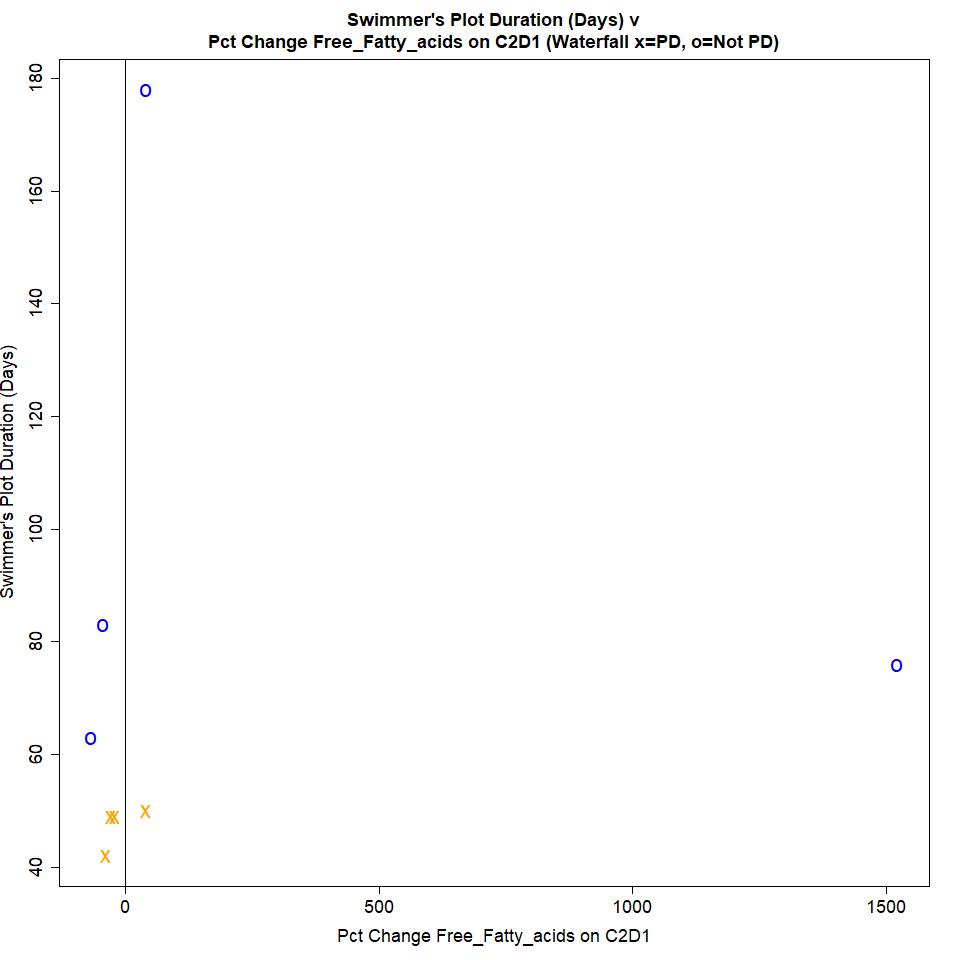 Swimmer's Plot Duration (Days) v
Pct Change Free_Fatty_acids on C2D1 (Waterfall x=PD, o=Not PD)
Swimmer's Plot Duration (Days)
180
160
140
120
100
80
60
40
o
o
o
o
x
x
x
x
0
500
1000
1500
Pct Change Free_Fatty_acids on C2D1